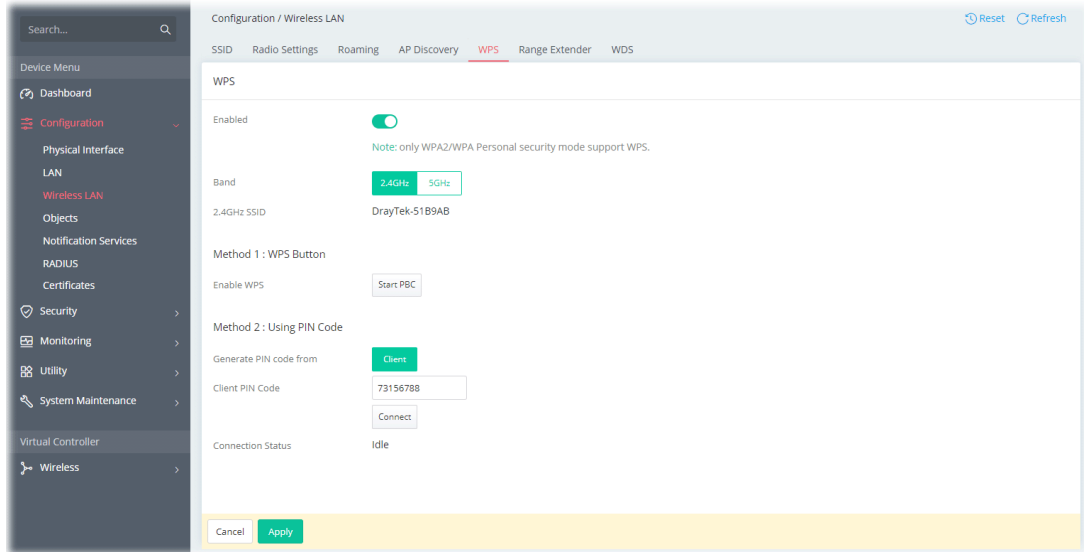 Search...
Device Menu
Dashboard
Configuration
Physical Interface
LAN
Wireless LAN
Objects
Notification Services
RADIUS
Certificates
Security
Monitoring
Utility
System Maintenance
Virtual Controller
Wireless
Configuration / Wireless LAN
Reset Refresh
SSID Radio Settings Roaming AP Discovery WPS Range Extender WDS
WPS
Enabled
Note: only WPA2/WPA Personal security mode support WPS.
Band 2.4GHz 5GHz
2.4GHz SSID DrayTek-51B9AB
Method 1 : WPS Button
Enable WPS Start PBC
Method 2 : Using PIN Code
Generate PIN code from Client
Client PIN Code 73156788
Connect
Connection Status Idle
Cancel Apply